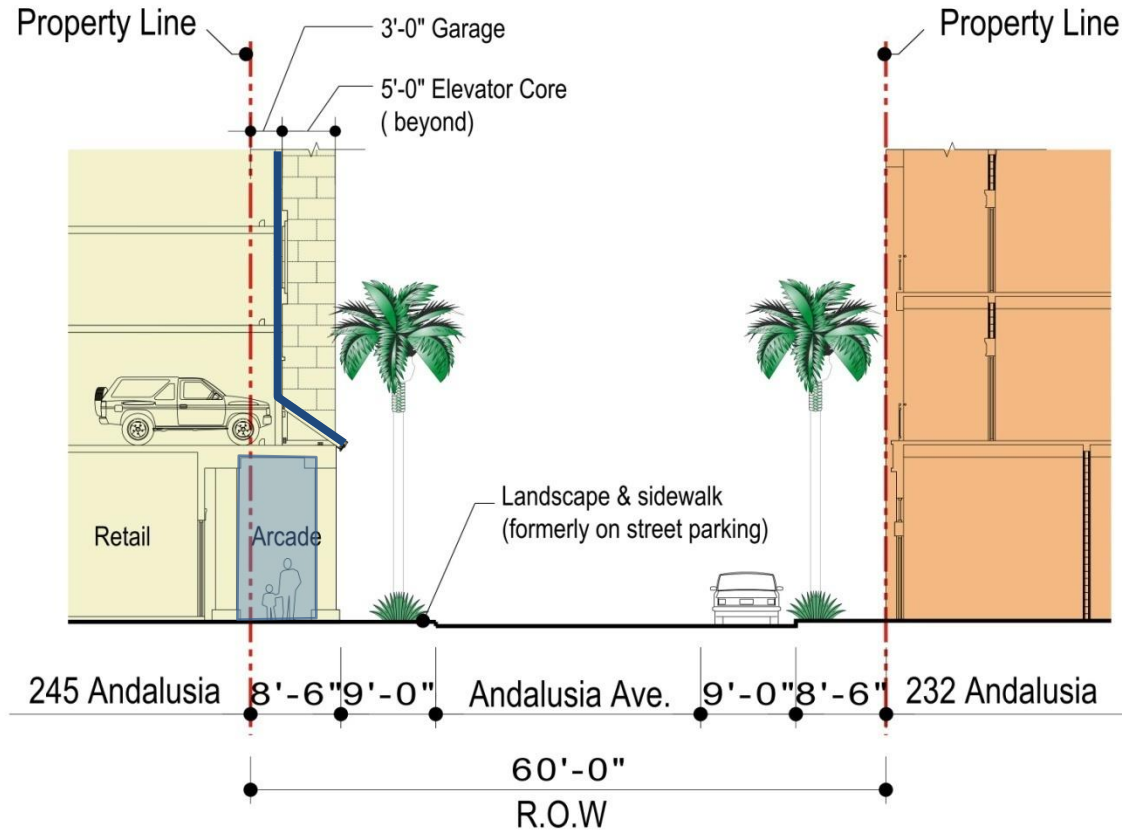 Property Line
3'-0" Garage
5'-0" Elevator Core
( beyond)
Property Line
Retail
Arcade
Landscape & sidewalk
(formerly on street parking)
245 Andalusia
8'-6"
9'-0"
Andalusia Ave.
9'-0"
8'-6"
232 Andalusia
60'-0"
R.O.W